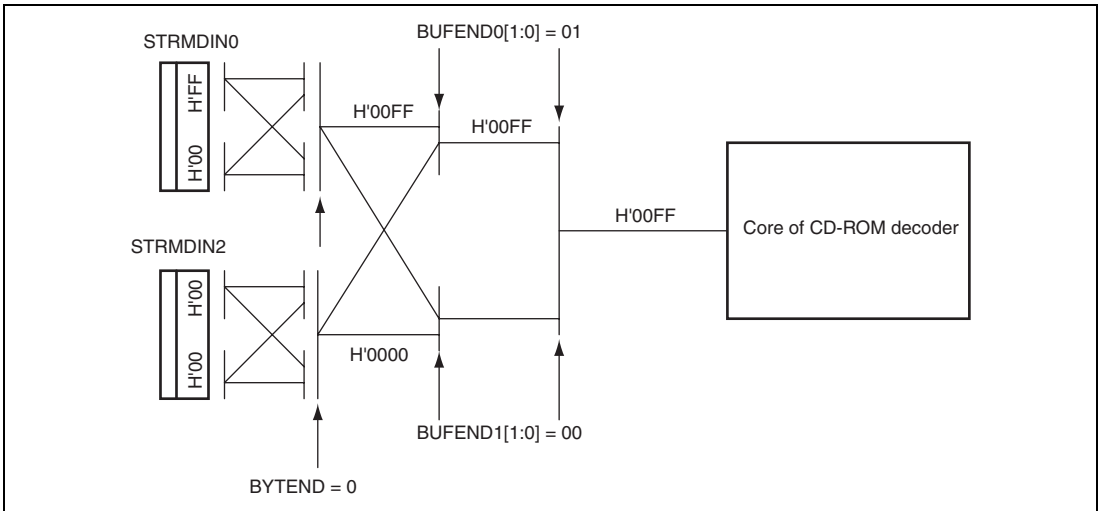 BUFEND0[1:0] = 01
STRMDIN0
H'FF
H'00
H'00FF
H'00FF
H'00FF
Core of CD-ROM decoder
STRMDIN2
H'00
H'00
H'0000
BUFEND1[1:0] = 00
BYTEND = 0